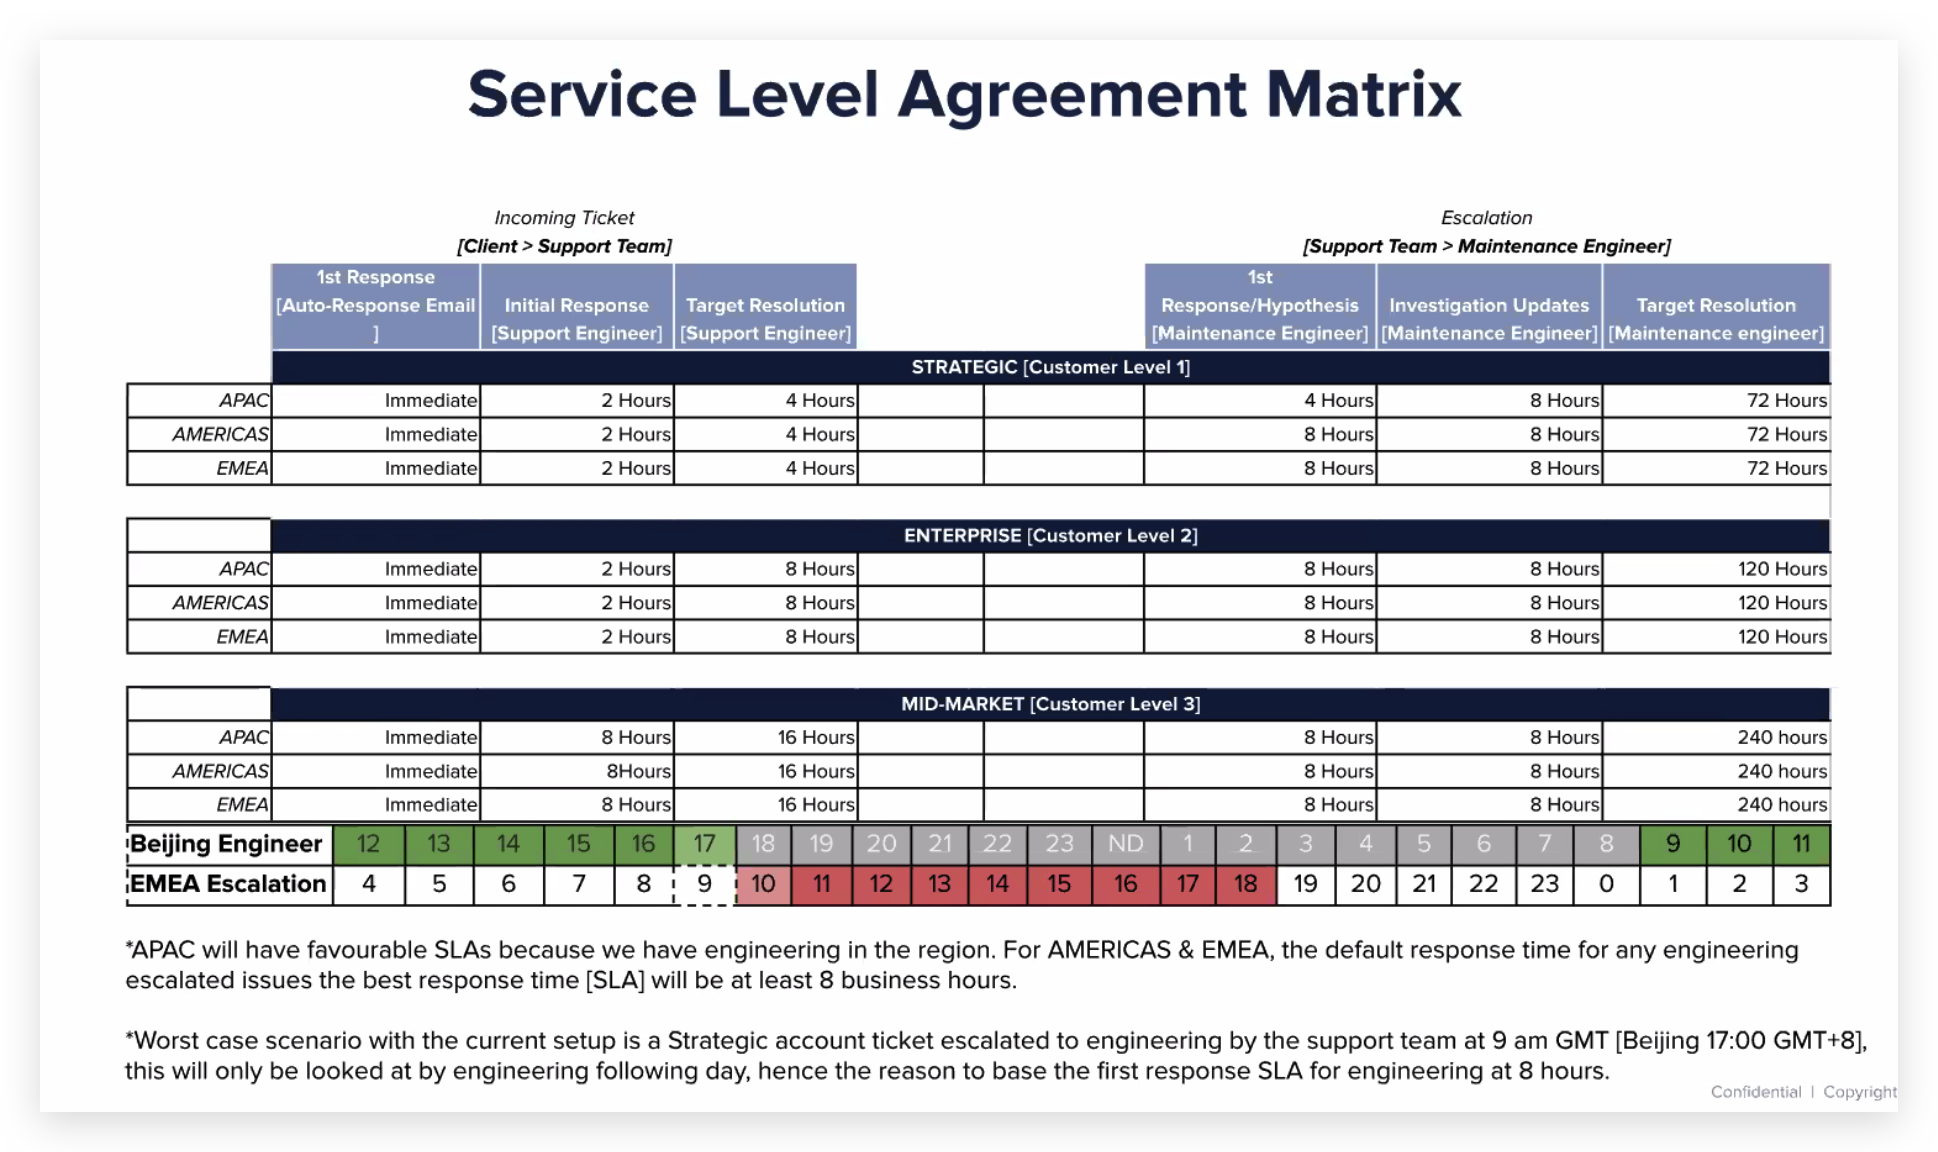 Service Level Agreement Matrix
Incoming Ticket
[Client > Support Team]
Escalation
[Support Team > Maintenance Engineer]
1st Response
[Auto-Response Email
]
Initial Response
[Support Engineer]
Target Resolution
[Support Engineer]
1st
Response/Hypothesis
[Maintenance Engineer]
Investigation Updates
[Maintenance Engineer]
Target Resolution
[Maintenance engineer]
STRATEGIC [Customer Level 1]
APAC Immediate 2 Hours 4 Hours 4 Hours 8 Hours 72 Hours
AMERICAS Immediate 2 Hours 4 Hours 8 Hours 8 Hours 72 Hours
EMEA Immediate 2 Hours 4 Hours 8 Hours 8 Hours 72 Hours
ENTERPRISE [Customer Level 2]
APAC Immediate 2 Hours 8 Hours 8 Hours 8 Hours 120 Hours
AMERICAS Immediate 2 Hours 8 Hours 8 Hours 8 Hours 120 Hours
EMEA Immediate 2 Hours 8 Hours 8 Hours 8 Hours 120 Hours
MID-MARKET [Customer Level 3]
APAC Immediate 8 Hours 16 Hours 8 Hours 8 Hours 240 hours
AMERICAS Immediate 8Hours 16 Hours 8 Hours 8 Hours 240 hours
EMEA Immediate 8 Hours 16 Hours 8 Hours 8 Hours 240 hours
Beijing Engineer 12 13 14 15 16 17 18 19 20 21 22 23 ND 1 2 3 4 5 6 7 8 9 10 11
EMEA Escalation 4 5 6 7 8 9 10 11 12 13 14 15 16 17 18 19 20 21 22 23 0 1 2 3
*APAC will have favourable SLAs because we have engineering in the region. For AMERICAS & EMEA, the default response time for any engineering
escalated issues the best response time [SLA] will be at least 8 business hours.
*Worst case scenario with the current setup is a Strategic account ticket escalated to engineering by the support team at 9 am GMT [Beijing 17:00 GMT+8],
this will only be looked at by engineering following day, hence the reason to base the first response SLA for engineering at 8 hours.
Confidential | Copyright